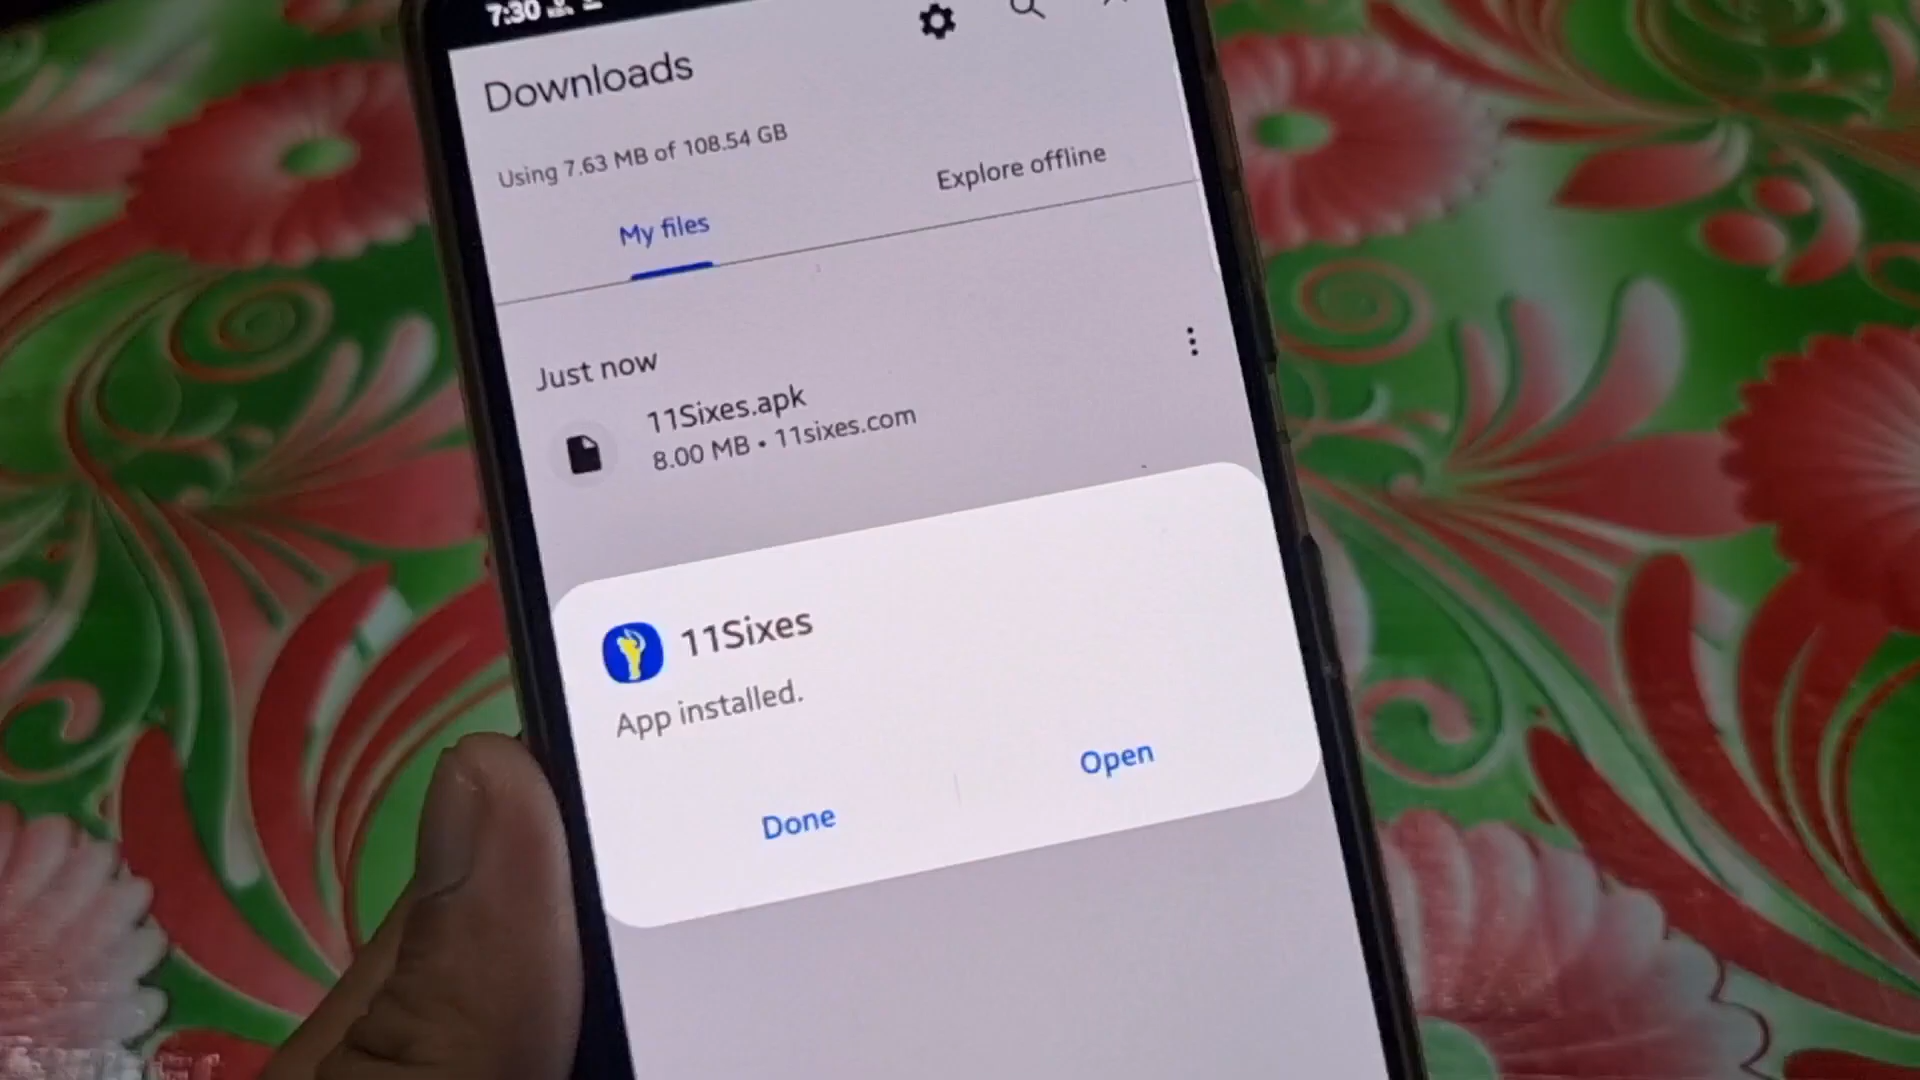 7:30
Downloads
Using 7.63 MB of 108.54 GB
My files
Explore offline
Just now
11Sixes.apk
8.00 MB • 11sixes.com
11Sixes
App installed.
Done
Open